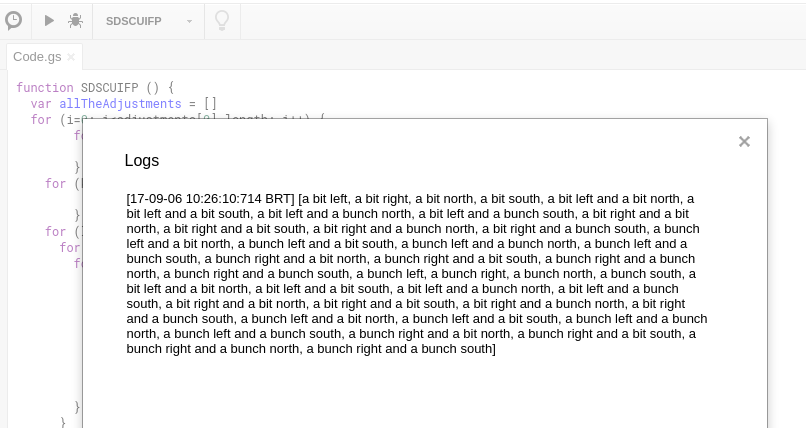 SDSCUIFP
Code.gs ×
function SDSCUIFP () {
var allTheAdjustments = []
for (i=0; i<adjustments[0].length; i++) {
}
for (
}
for (
for
}
}
×
Logs
[17-09-06 10:26:10:714 BRT] [a bit left, a bit right, a bit north, a bit south, a bit left and a bit north, a
bit left and a bit south, a bit left and a bunch north, a bit left and a bunch south, a bit right and a bit
north, a bit right and a bit south, a bit right and a bunch north, a bit right and a bunch south, a bunch
left and a bit north, a bunch left and a bit south, a bunch left and a bunch north, a bunch left and a
bunch south, a bunch right and a bit north, a bunch right and a bit south, a bunch right and a bunch
north, a bunch right and a bunch south, a bunch left, a bunch right, a bunch north, a bunch south, a
bit left and a bit north, a bit left and a bit south, a bit left and a bunch north, a bit left and a bunch
south, a bit right and a bit north, a bit right and a bit south, a bit right and a bunch north, a bit right
and a bunch south, a bunch left and a bit north, a bunch left and a bit south, a bunch left and a bunch
north, a bunch left and a bunch south, a bunch right and a bit north, a bunch right and a bit south, a
bunch right and a bunch north, a bunch right and a bunch south]